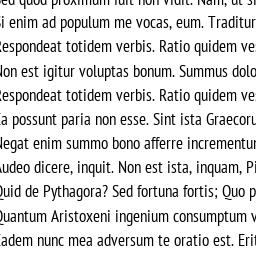 Sed quod proximum fuit non vidit. Nam, ut si
Si enim ad populum me vocas, eum. Traditur
Respondeat totidem verbis. Ratio quidem ve
Non est igitur voluptas bonum. Summus dolo
Respondeat totidem verbis. Ratio quidem ve
Ea possunt paria non esse. Sint ista Graecoru
Negat enim summo bono afferre incrementu
Audeo dicere, inquit. Non est ista, inquam, Pi
Quid de Pythagora? Sed fortuna fortis; Quo p
Quantum Aristoxeni ingenium consumptum v
Eadem nunc mea adversum te oratio est. Erit